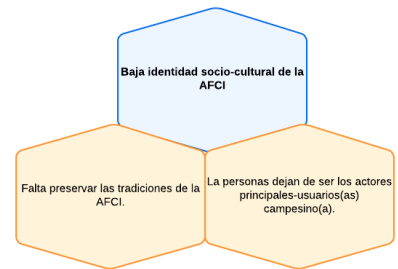 Baja identidad socio-cultural de la
AFCI
Falta preservar las tradiciones de la
AFCI.
La personas dejan de ser los actores
principales-usuarios(as)
campesino(a).